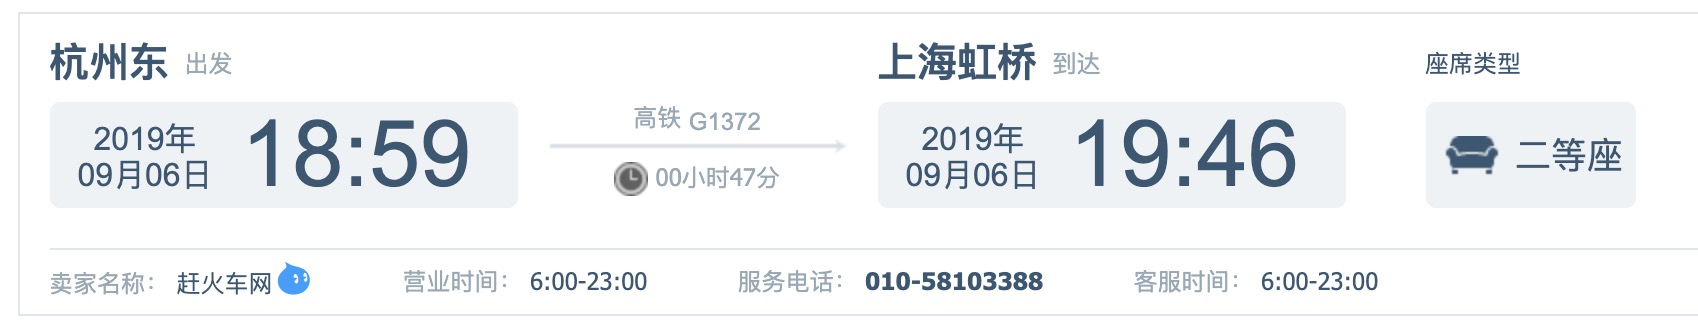 杭州东 出发
上海虹桥 到达
座席类型
2019年
09月06日
18:59
高铁 G1372
00小时47分
2019年
09月06日
19:46
二等座
卖家名称： 赶火车网
营业时间： 6:00-23:00
服务电话： 010-58103388
客服时间： 6:00-23:00